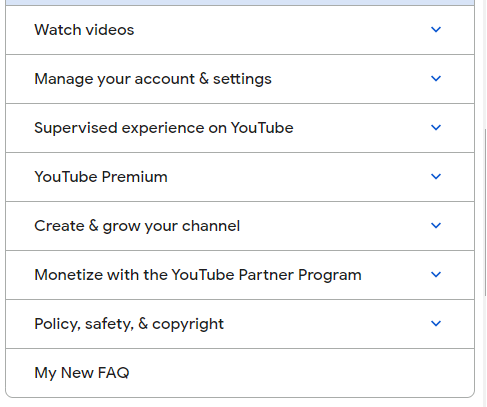 Watch videos
Manage your account & settings
Supervised experience on YouTube
YouTube Premium
Create & grow your channel
Monetize with the YouTube Partner Program
Policy, safety, & copyright
My New FAQ